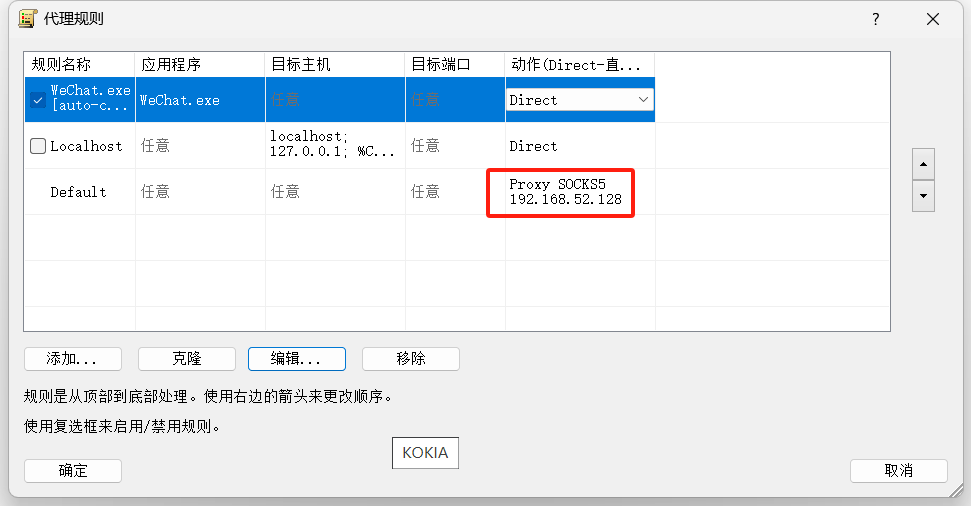 代理规则
?
规则名称 应用程序 目标主机 目标端口 动作(Direct-直...
WeChat.exe
[auto-c... WeChat.exe 任意 任意 Direct
Localhost 任意 localhost;
127.0.0.1; %C... 任意 Direct
Default 任意 任意 任意 Proxy SOCKS5
192.168.52.128
添加... 克隆 编辑... 移除
规则是从顶部到底部处理。使用右边的箭头来更改顺序。
使用复选框来启用/禁用规则。
KOKIA
确定 取消